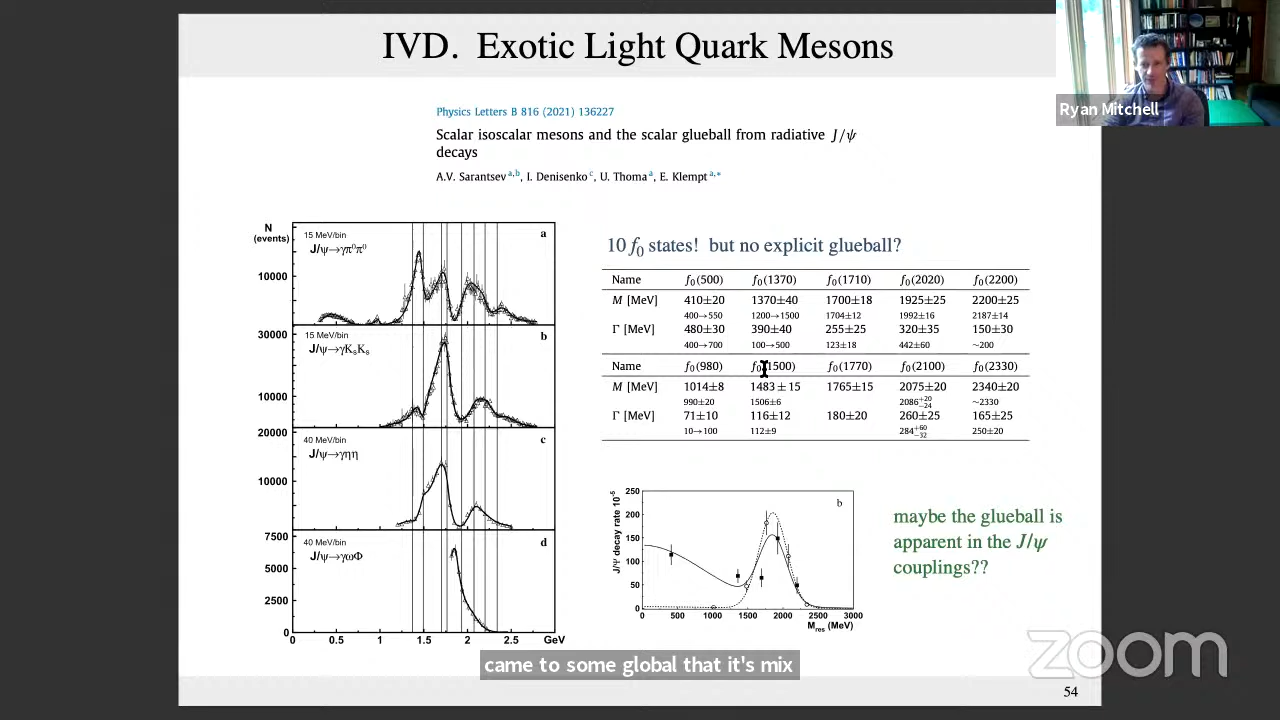 IVD. Exotic Light Quark Mesons
Ryan Mitchell
Physics Letters B 816 (2021) 136227
Scalar isoscalar mesons and the scalar glueball from radiative J/ψ
decays
A.V. Sarantsev a,b, I. Denisenko c, U. Thoma a, E. Klempt a,*
N
(events)
15 MeV/bin
a
J/ψ→γπ⁰π⁰
10000
30000
15 MeV/bin
b
J/ψ→γKsKs
10000
20000
40 MeV/bin
c
J/ψ→γηη
10000
7500
40 MeV/bin
d
J/ψ→γωΦ
5000
2500
0
0 0.5 1 1.5 2 2.5 GeV
10 f₀ states! but no explicit glueball?
Name f₀(500) f₀(1370) f₀(1710) f₀(2020) f₀(2200)
M [MeV] 410±20 1370±40 1700±18 1925±25 2200±25
400→550 1200→1500 1704±12 1992±16 2187±14
Γ [MeV] 480±30 390±40 255±25 320±35 150±30
400→700 100→500 123±18 442±60 ~200
Name f₀(980) f₀(1500) f₀(1770) f₀(2100) f₀(2330)
M [MeV] 1014±8 1483±15 1765±15 2075±20 2340±20
990±20 1506±6 2086+20−24 ~2330
Γ [MeV] 71±10 116±12 180±20 260±25 165±25
10→100 112±9 284+60−32 250±20
J/Ψ decay rate 10⁻⁵
250
b
200
150
100
50
0
0 500 1000 1500 2000 2500 3000
Mres (MeV)
maybe the glueball is
apparent in the J/ψ
couplings??
came to some global that it's mix
zoom
54